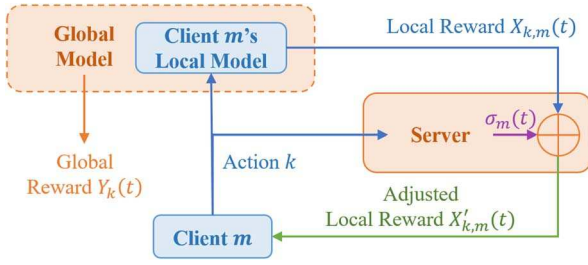 Global
Model
Client m's
Local Model
Local Reward X_{k,m}(t)
Server
σ_m(t)
Global
Reward Y_k(t)
Action k
Adjusted
Local Reward X'_{k,m}(t)
Client m